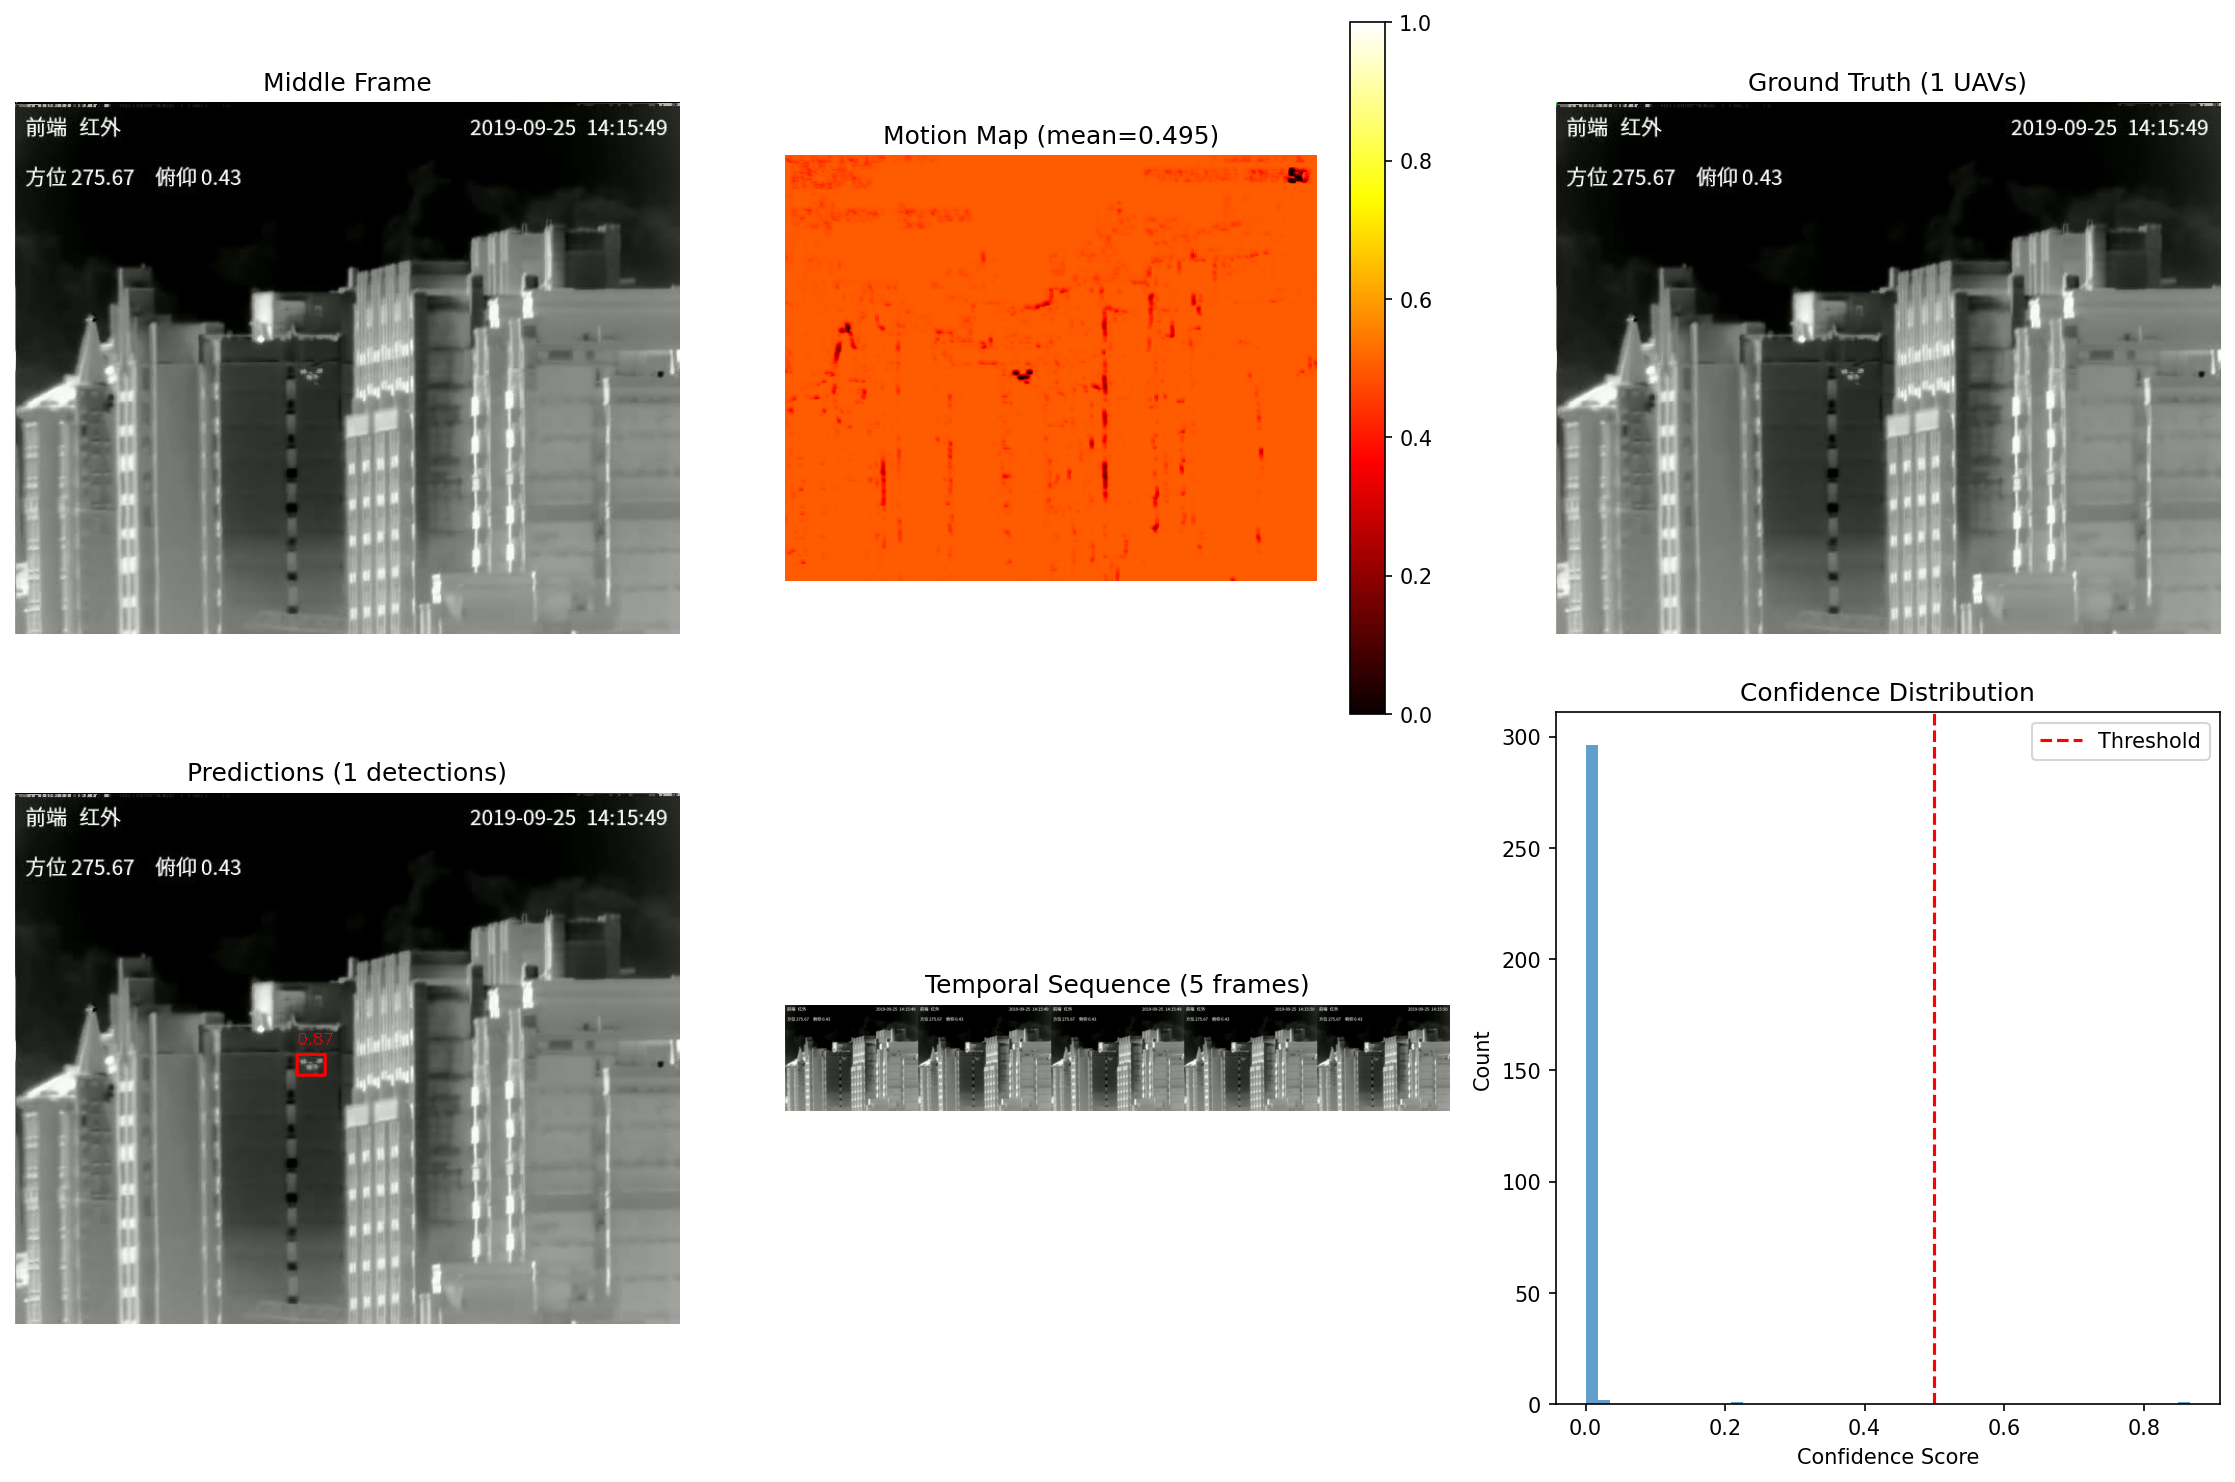 Middle Frame
前端 红外
2019-09-25 14:15:49
方位 275.67 俯仰 0.43
Motion Map (mean=0.495)
1.0
0.8
0.6
0.4
0.2
0.0
Ground Truth (1 UAVs)
前端 红外
2019-09-25 14:15:49
方位 275.67 俯仰 0.43
Predictions (1 detections)
前端 红外
2019-09-25 14:15:49
方位 275.67 俯仰 0.43
0.87
Temporal Sequence (5 frames)
Confidence Distribution
Threshold
Count
300
250
200
150
100
50
0
0.0 0.2 0.4 0.6 0.8
Confidence Score